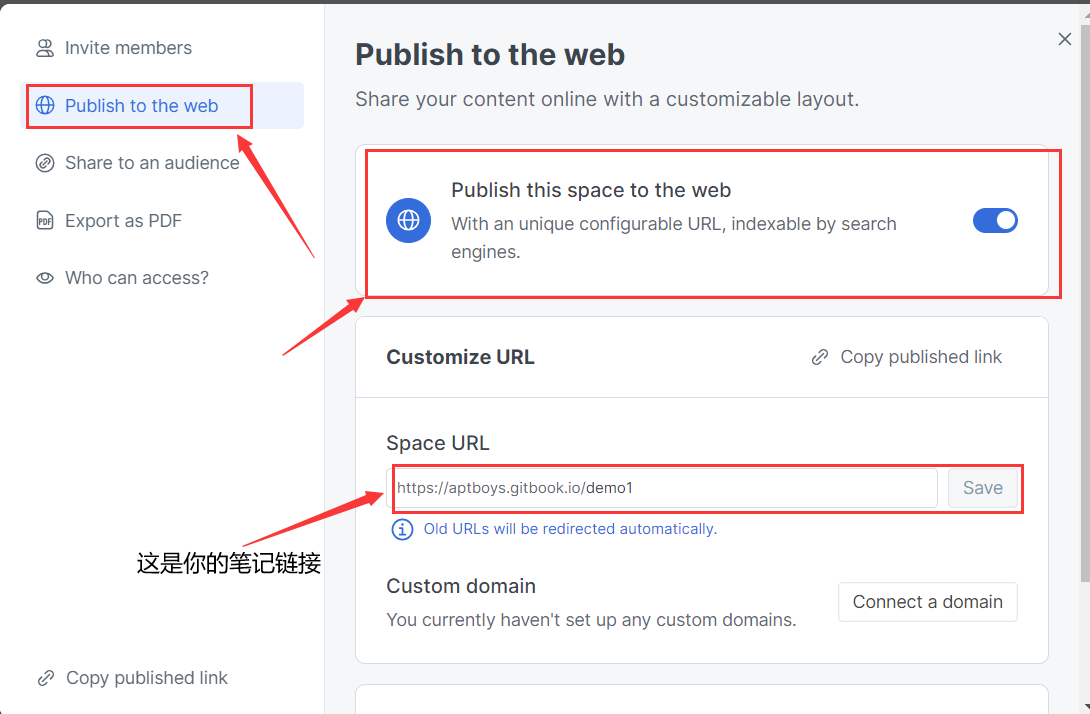 Invite members
Publish to the web
Share to an audience
PDF
Export as PDF
Who can access?
这是你的笔记链接
Copy published link
Publish to the web
Share your content online with a customizable layout.
Publish this space to the web
With an unique configurable URL, indexable by search
engines.
Customize URL
Copy published link
Space URL
https://aptboys.gitbook.io/demo1
Save
Old URLs will be redirected automatically.
Custom domain
You currently haven't set up any custom domains.
Connect a domain